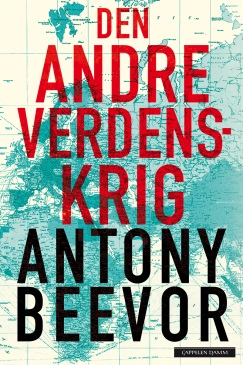 DEN
ANDRE
VERDENS-
KRIG
ANTONY
BEEVOR
CAPPELEN DAMM